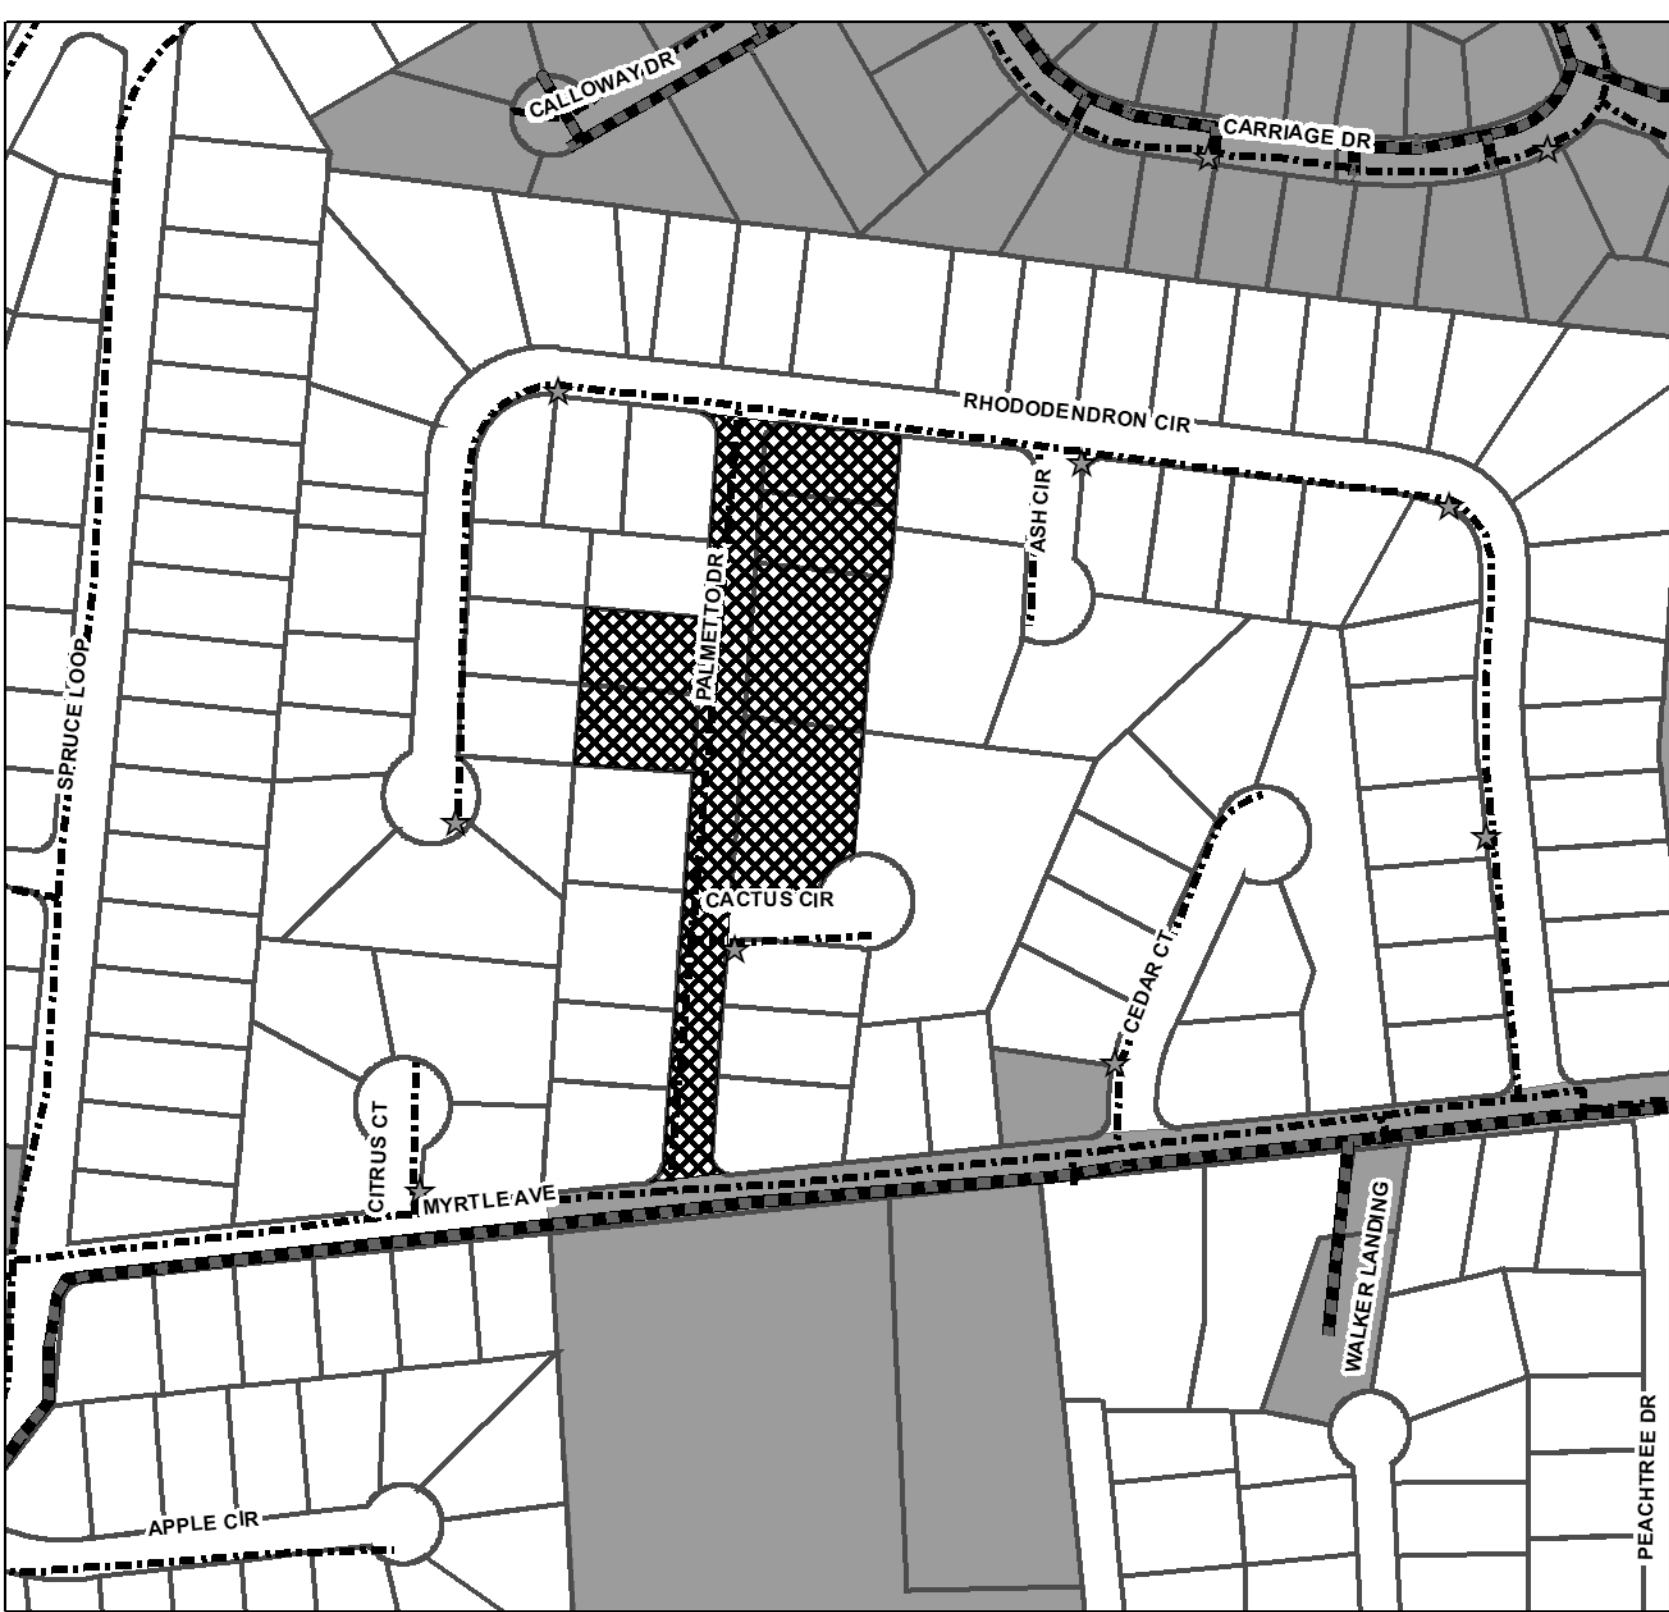 CALLOWAY DR
CARRIAGE DR
RHODODENDRON CIR
ASH CIR
PALMETTO DR
SPRUCE LOOP
CACTUS CIR
CEDAR CT
CITRUS CT
MYRTLE AVE
WALKER LANDING
PEACHTREE DR
APPLE CIR